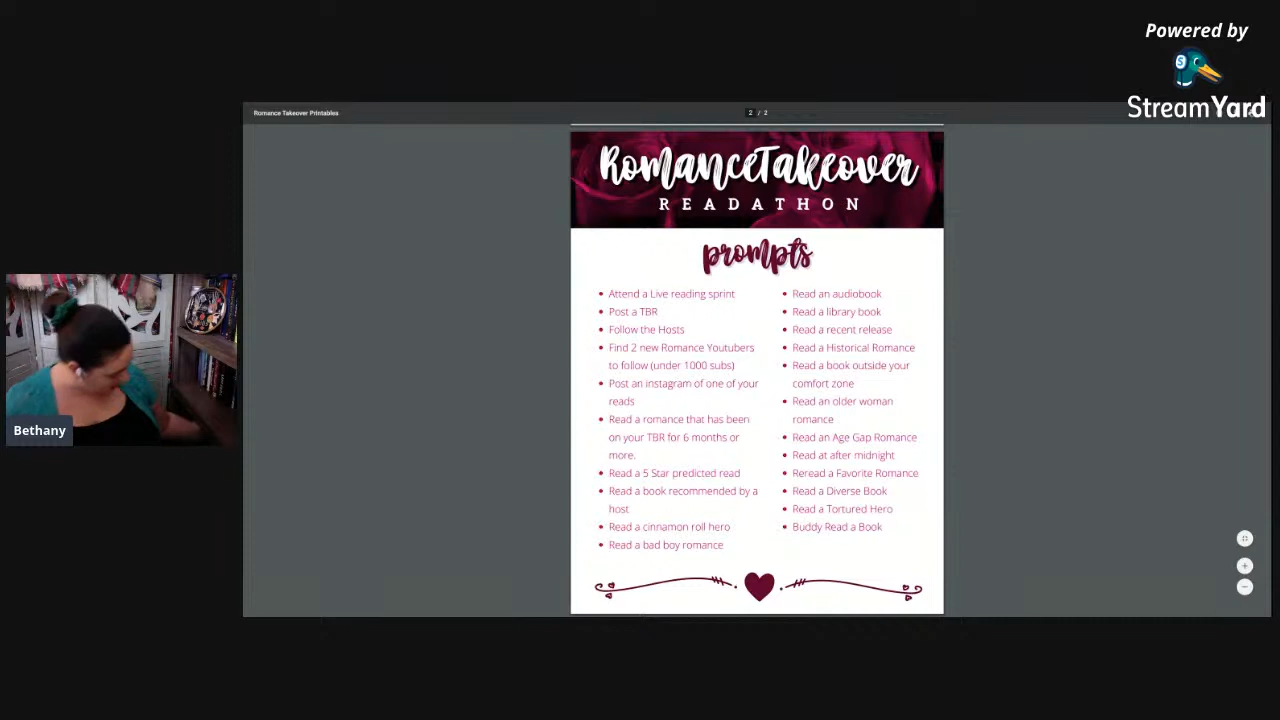 Powered by
StreamYard
Romance Takeover Printables
2 / 2
RomanceTakeover
READATHON
prompts
Attend a Live reading sprint
Post a TBR
Follow the Hosts
Find 2 new Romance Youtubers
to follow (under 1000 subs)
Post an instagram of one of your
reads
Read a romance that has been
on your TBR for 6 months or
more.
Read a 5 Star predicted read
Read a book recommended by a
host
Read a cinnamon roll hero
Read a bad boy romance
Read an audiobook
Read a library book
Read a recent release
Read a Historical Romance
Read a book outside your
comfort zone
Read an older woman
romance
Read an Age Gap Romance
Read at after midnight
Reread a Favorite Romance
Read a Diverse Book
Read a Tortured Hero
Buddy Read a Book
Bethany